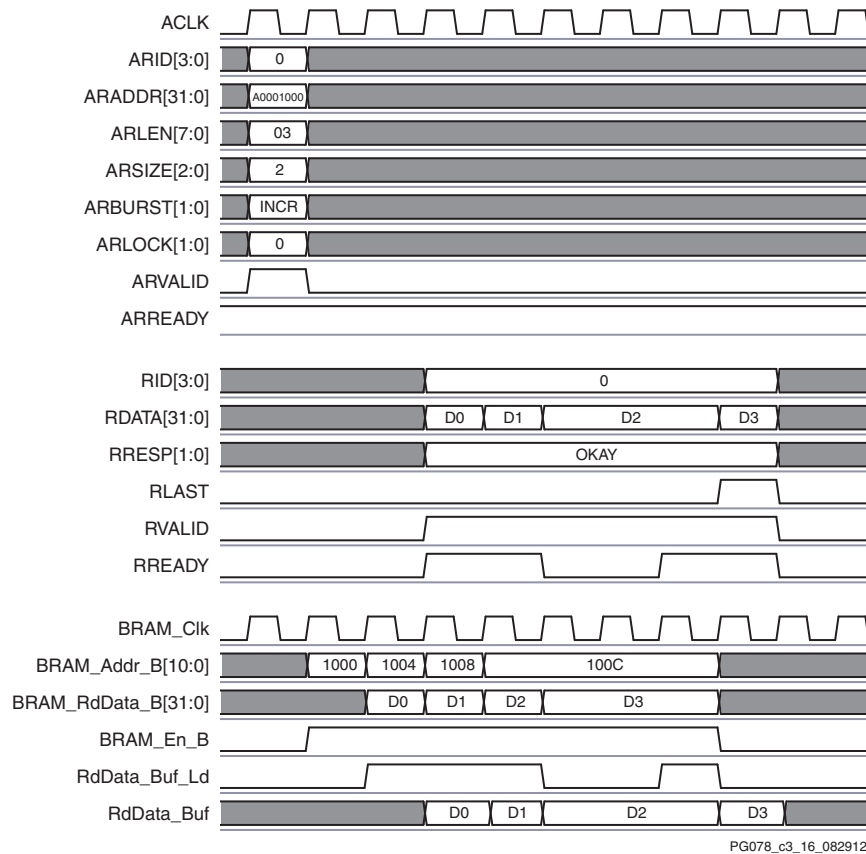 ACLK
ARID[3:0] 0
ARADDR[31:0] A0001000
ARLEN[7:0] 03
ARSIZE[2:0] 2
ARBURST[1:0] INCR
ARLOCK[1:0] 0
ARVALID
ARREADY
RID[3:0] 0
RDATA[31:0] D0 D1 D2 D3
RRESP[1:0] OKAY
RLAST
RVALID
RREADY
BRAM_Clk
BRAM_Addr_B[10:0] 1000 1004 1008 100C
BRAM_RdData_B[31:0] D0 D1 D2 D3
BRAM_En_B
RdData_Buf_Ld
RdData_Buf D0 D1 D2 D3
PG078_c3_16_082912